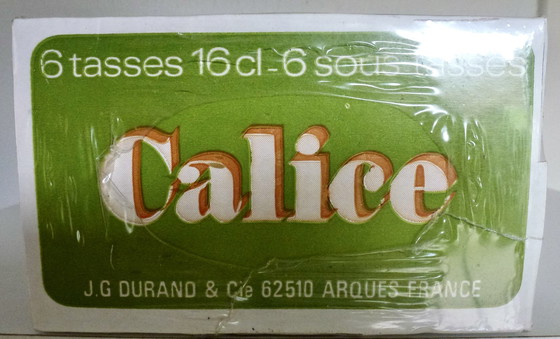 6 tasses 16 cl - 6 sous tasses
Calice
J.G DURAND & Cie 62510 ARQUES FRANCE